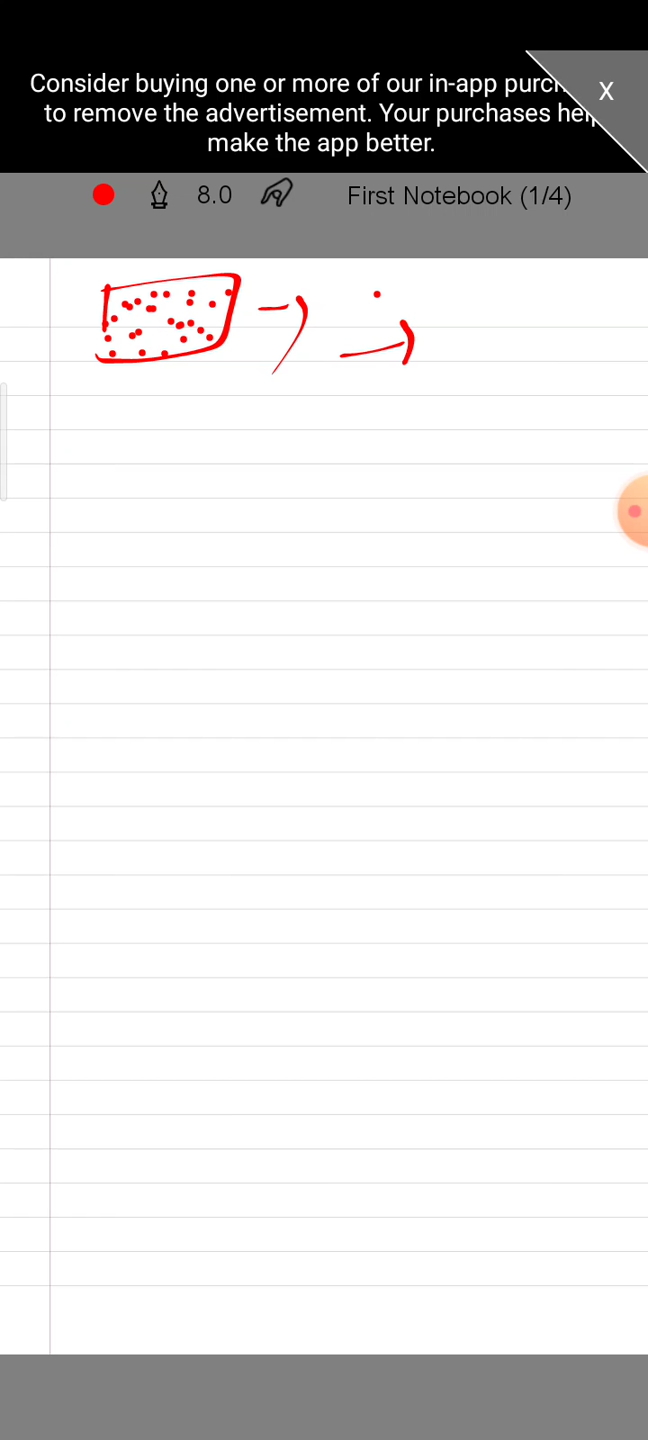 Consider buying one or more of our in-app
to remove the advertisement. Your purchases
make the app better.
X
8.0
First Notebook (1/4)